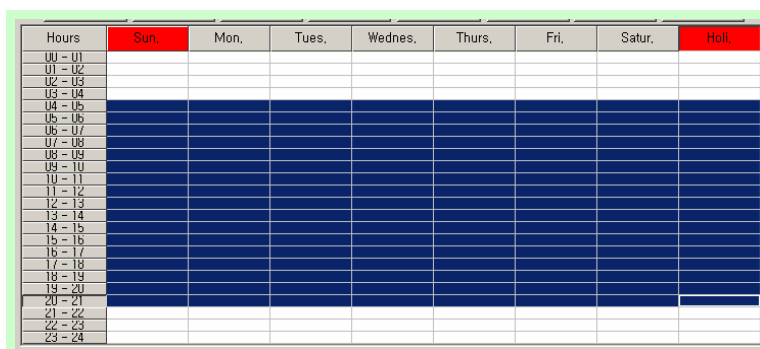 Hours Sun, Mon, Tues, Wednes, Thurs, Fri, Satur, Holi,
00 - 01
01 - 02
02 - 03
03 - 04
04 - 05
05 - 06
06 - 07
07 - 08
08 - 09
09 - 10
10 - 11
11 - 12
12 - 13
13 - 14
14 - 15
15 - 16
16 - 17
17 - 18
18 - 19
19 - 20
20 - 21
21 - 22
22 - 23
23 - 24